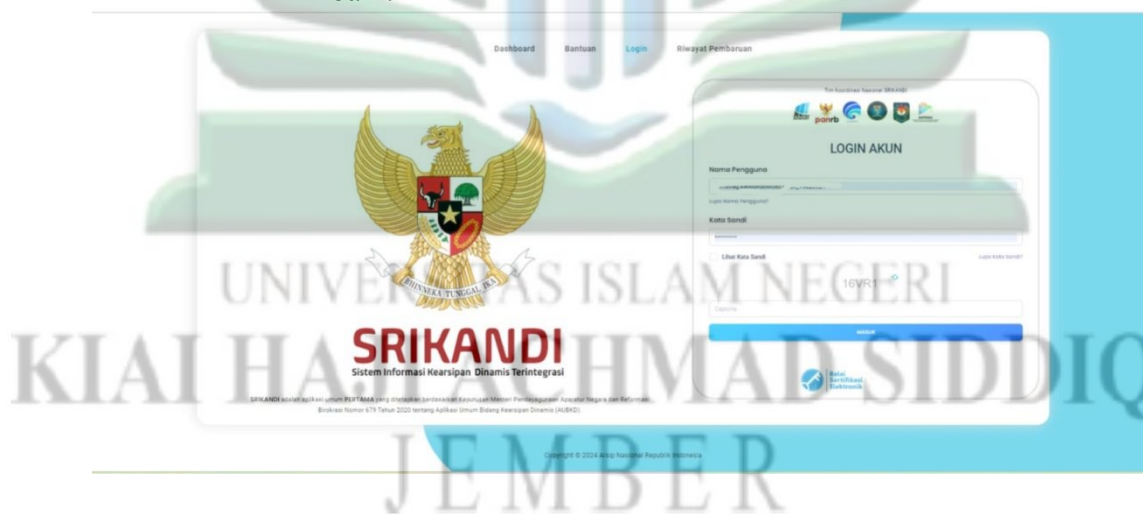 Dashboard Bantuan Login Riwayat Pembaruan
Tim Koordinasi Nasional SRIKANDI
panrb
LOGIN AKUN
Nama Pengguna
Lupa Nama Pengguna?
Kata Sandi
Lihat Kata Sandi
Lupa Kata Sandi?
16VR1
Captcha
MASUK
Balai
Sertifikasi
Elektronik
BHINNEKA TUNGGAL IKA
SRIKANDI
Sistem Informasi Kearsipan Dinamis Terintegrasi
SRIKANDI adalah aplikasi umum PERTAMA yang ditetapkan berdasarkan Keputusan Menteri Pendayagunaan Aparatur Negara dan Reformasi
Birokrasi Nomor 679 Tahun 2020 tentang Aplikasi Umum Bidang Kearsipan Dinamis (AUBKD).
Copyright © 2024 Arsip Nasional Republik Indonesia
UNIVERSITAS ISLAM NEGERI
KIAI HAJI ACHMAD SIDDIQ
JEMBER